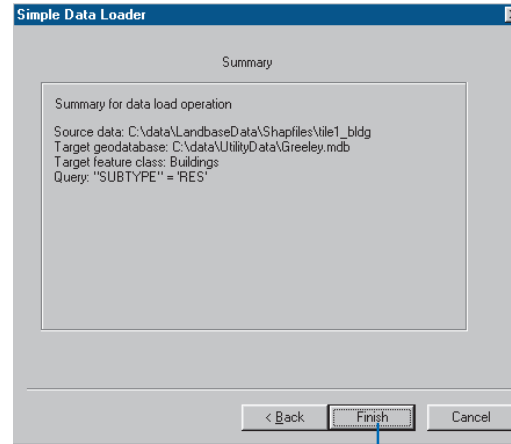 Simple Data Loader
Summary
Summary for data load operation
Source data: C:\data\LandbaseData\Shapfiles\tile1_bldg
Target geodatabase: C:\data\UtilityData\Greeley.mdb
Target feature class: Buildings
Query: "SUBTYPE" = 'RES'
< Back
Finish
Cancel